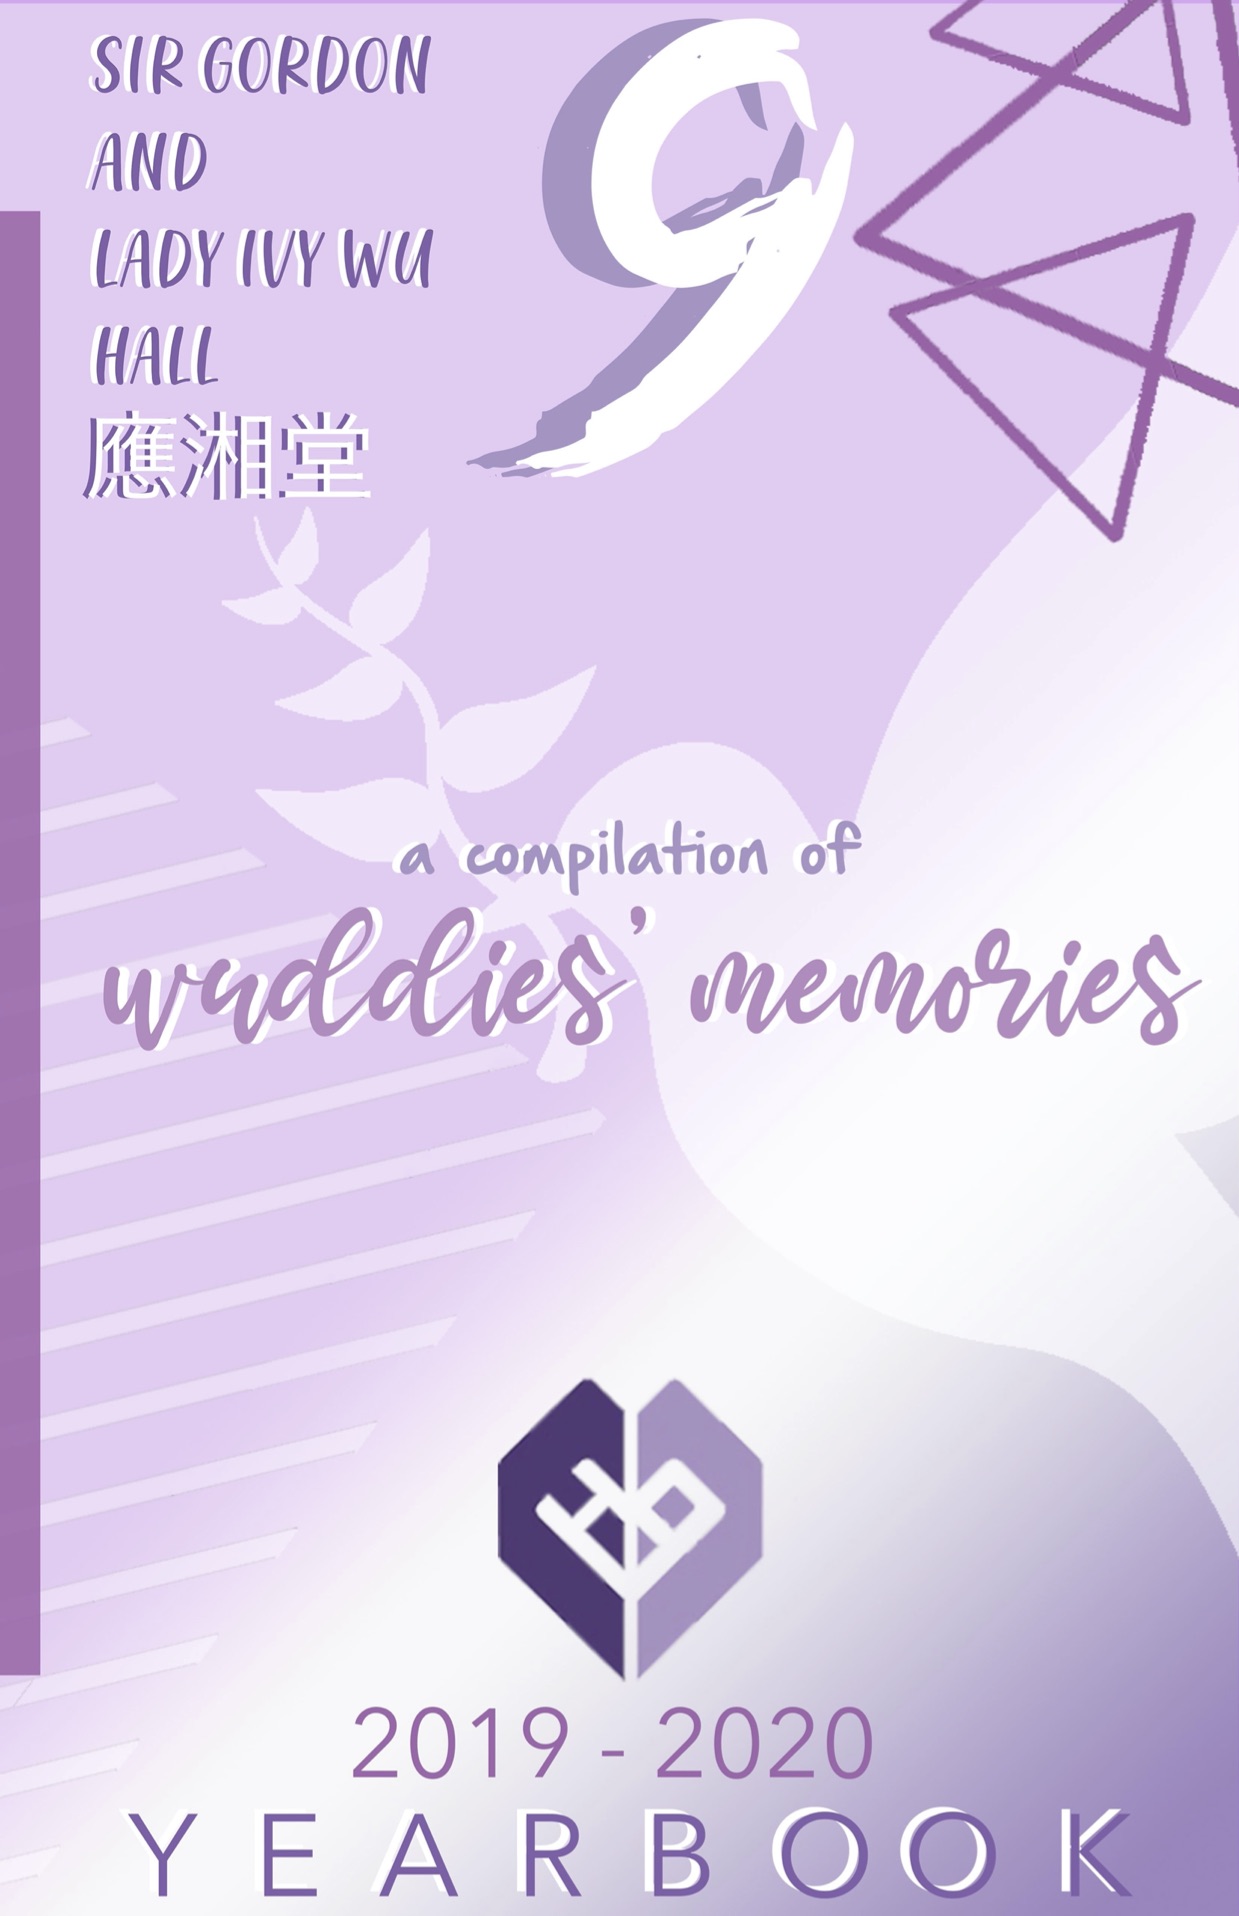 SIR GORDON
AND
LADY IVY WU
HALL
應湘堂
9
a compilation of
wuddies' memories
2019 - 2020
YEARBOOK